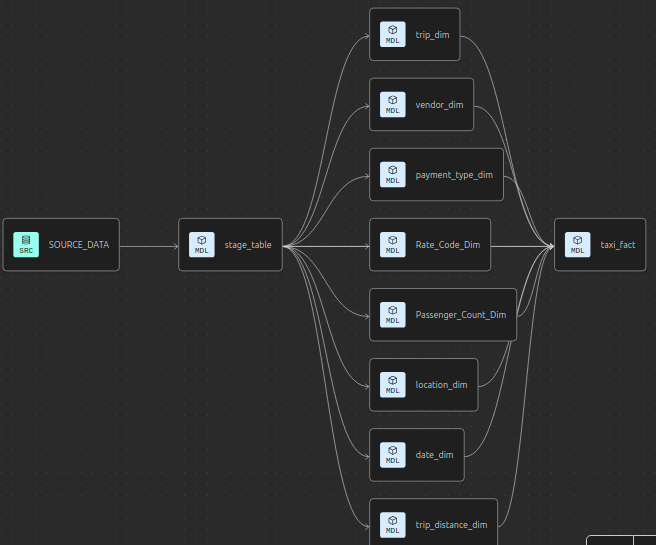 MDL trip_dim
MDL vendor_dim
MDL payment_type_dim
SRC SOURCE_DATA
MDL stage_table
MDL Rate_Code_Dim
MDL taxi_fact
MDL Passenger_Count_Dim
MDL location_dim
MDL date_dim
MDL trip_distance_dim